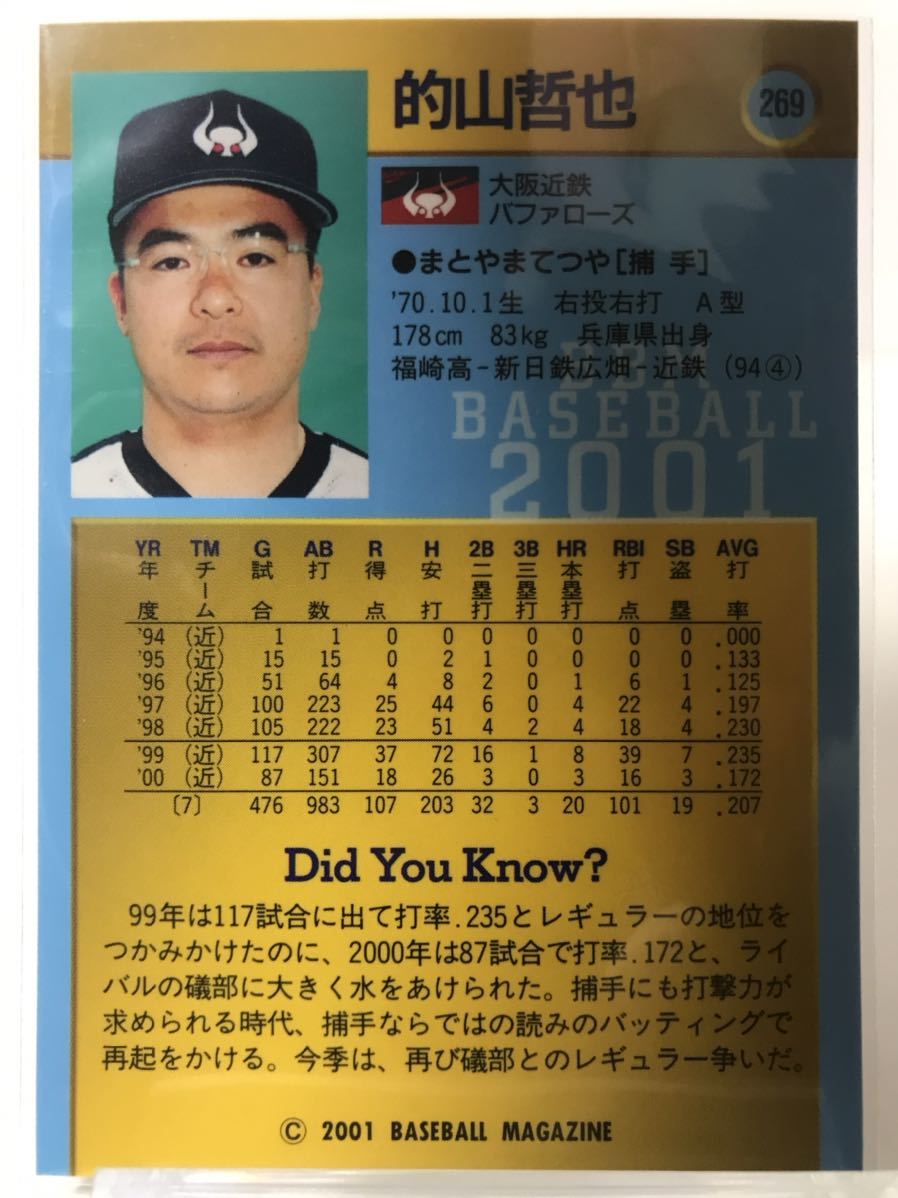 的山哲也
269
大阪近鉄
バファローズ
●まとやまてつや[捕 手]
'70.10.1生 右投右打 A型
178cm 83kg 兵庫県出身
福崎高-新日鉄広畑-近鉄 (94④)
BBM
BASEBALL
2001
YR TM G AB R H 2B 3B HR RBI SB AVG
年度 チーム 試合 打数 得点 安打 二塁打 三塁打 本塁打 打点 盗塁 打率
'94 (近) 1 1 0 0 0 0 0 0 0 .000
'95 (近) 15 15 0 2 1 0 0 0 0 .133
'96 (近) 51 64 4 8 2 0 1 6 1 .125
'97 (近) 100 223 25 44 6 0 4 22 4 .197
'98 (近) 105 222 23 51 4 2 4 18 4 .230
'99 (近) 117 307 37 72 16 1 8 39 7 .235
'00 (近) 87 151 18 26 3 0 3 16 3 .172
〔7〕 476 983 107 203 32 3 20 101 19 .207
Did You Know?
99年は117試合に出て打率.235とレギュラーの地位を
つかみかけたのに、2000年は87試合で打率.172と、ライ
バルの礒部に大きく水をあけられた。捕手にも打撃力が
求められる時代、捕手ならではの読みのバッティングで
再起をかける。今季は、再び礒部とのレギュラー争いだ。
© 2001 BASEBALL MAGAZINE